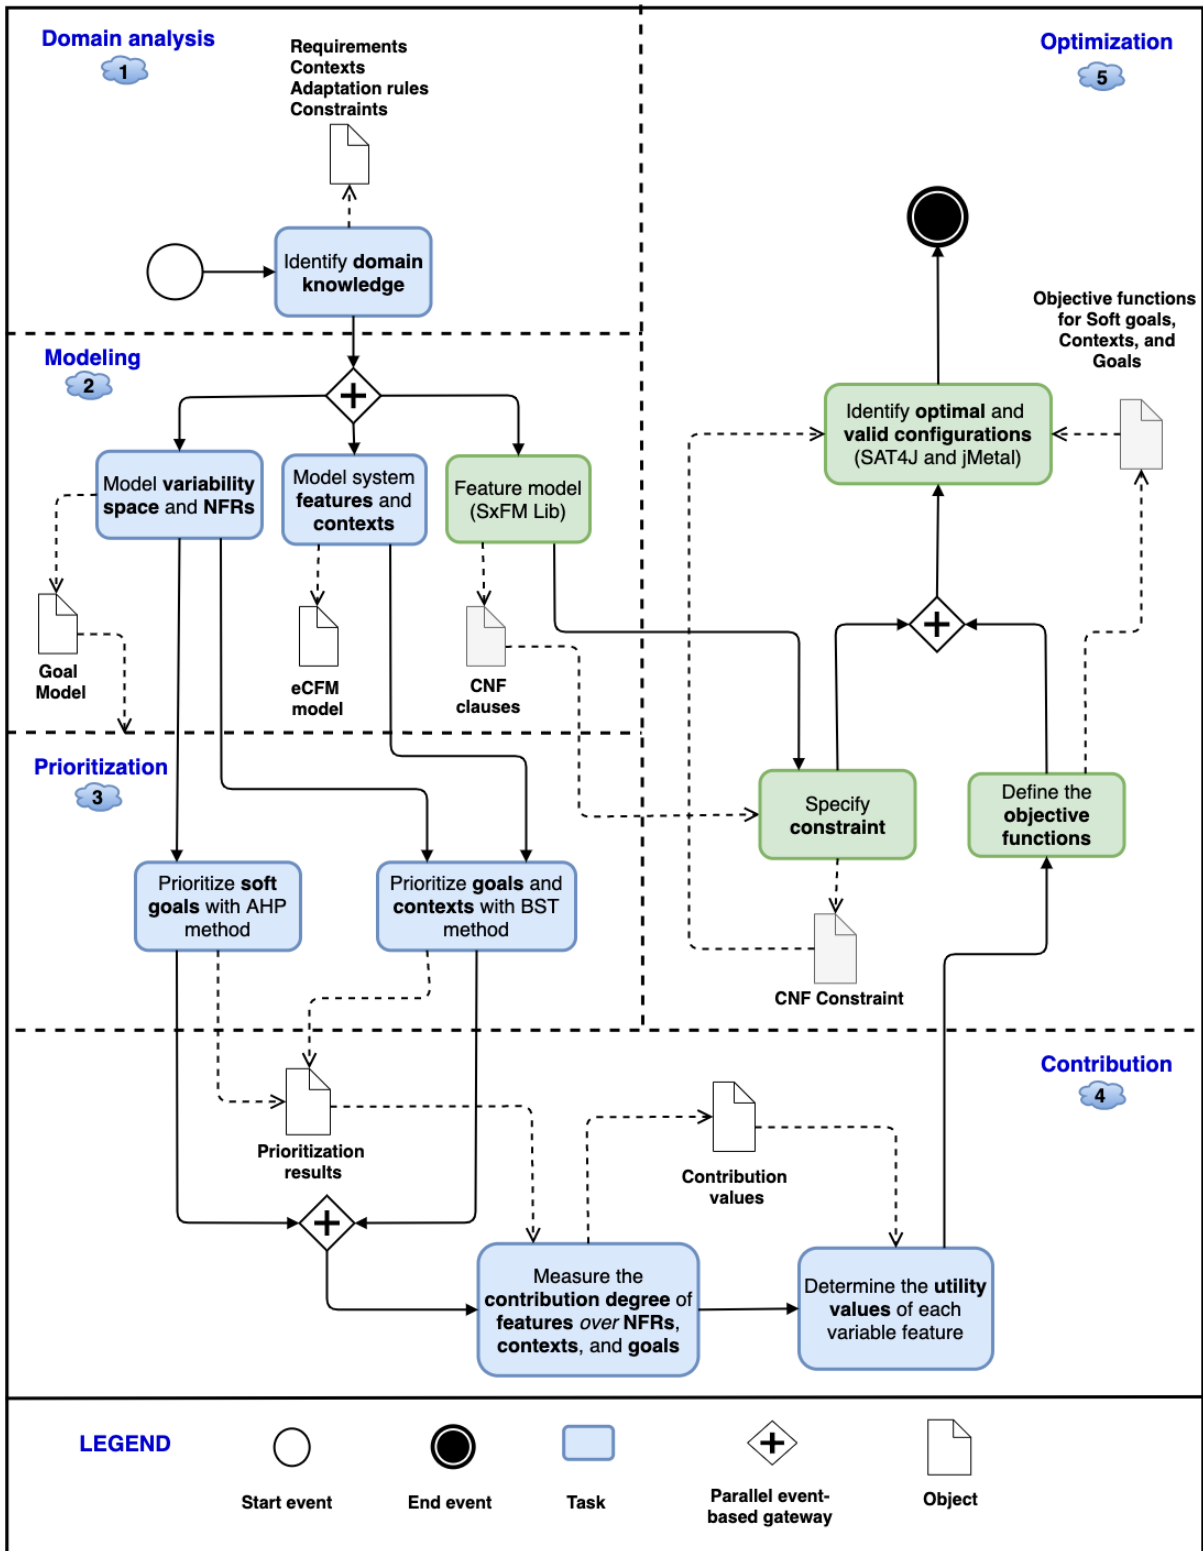 Domain analysis
1
Requirements
Contexts
Adaptation rules
Constraints
Identify domain
knowledge
Modeling
2
Model variability
space and NFRs
Model system
features and
contexts
Feature model
(SxFM Lib)
Goal
Model
eCFM
model
CNF
clauses
Prioritization
3
Prioritize soft
goals with AHP
method
Prioritize goals and
contexts with BST
method
Optimization
5
Objective functions
for Soft goals,
Contexts, and
Goals
Identify optimal and
valid configurations
(SAT4J and jMetal)
Specify
constraint
Define the
objective
functions
CNF Constraint
Contribution
4
Prioritization
results
Contribution
values
Measure the
contribution degree of
features over NFRs,
contexts, and goals
Determine the utility
values of each
variable feature
LEGEND
Start event
End event
Task
Parallel event-
based gateway
Object